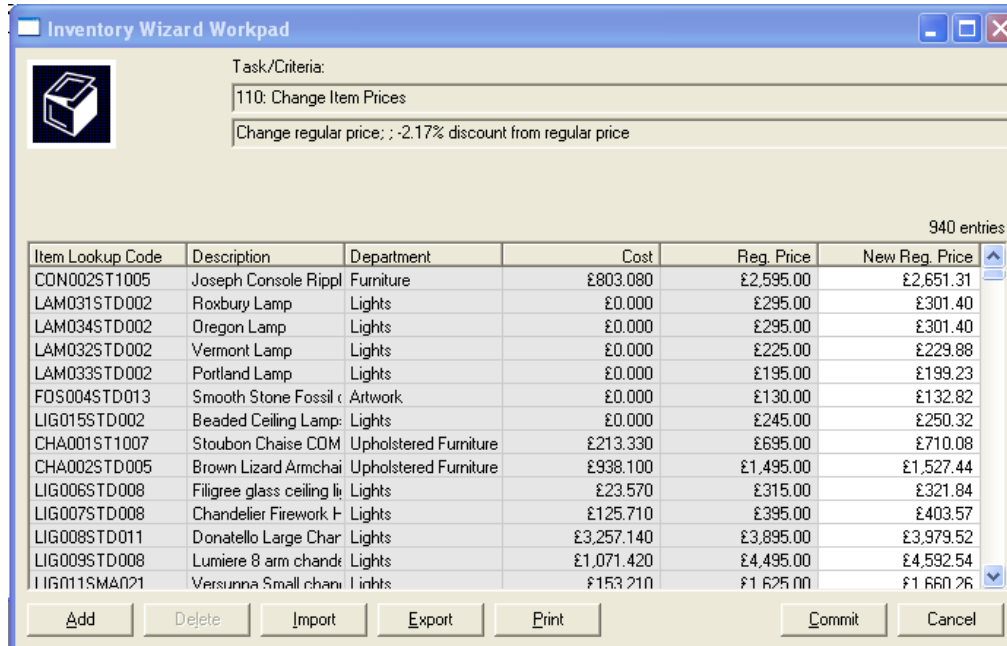 Inventory Wizard Workpad
Task/Criteria:
110: Change Item Prices
Change regular price; ; -2.17% discount from regular price
940 entries
Item Lookup Code Description Department Cost Reg. Price New Reg. Price
CON002ST1005 Joseph Console Rippl Furniture £803.080 £2,595.00 £2,651.31
LAM031STD002 Roxbury Lamp Lights £0.000 £295.00 £301.40
LAM034STD002 Oregon Lamp Lights £0.000 £295.00 £301.40
LAM032STD002 Vermont Lamp Lights £0.000 £225.00 £229.88
LAM033STD002 Portland Lamp Lights £0.000 £195.00 £199.23
FOS004STD013 Smooth Stone Fossil Artwork £0.000 £130.00 £132.82
LIG015STD002 Beaded Ceiling Lamp Lights £0.000 £245.00 £250.32
CHA001ST1007 Stoubon Chaise COM Upholstered Furniture £213.330 £695.00 £710.08
CHA002STD005 Brown Lizard Armchai Upholstered Furniture £938.100 £1,495.00 £1,527.44
LIG006STD008 Filigree glass ceiling Lights £23.570 £315.00 £321.84
LIG007STD008 Chandelier Firework Lights £125.710 £395.00 £403.57
LIG008STD011 Donatello Large Lights £3,257.140 £3,895.00 £3,979.52
LIG009STD008 Lumiere 8 arm Lights £1,071.420 £4,495.00 £4,592.54
LIG011SMA021 Versunna Small Lights £153.210 £1,625.00 £1,660.26
Add Delete Import Export Print Commit Cancel